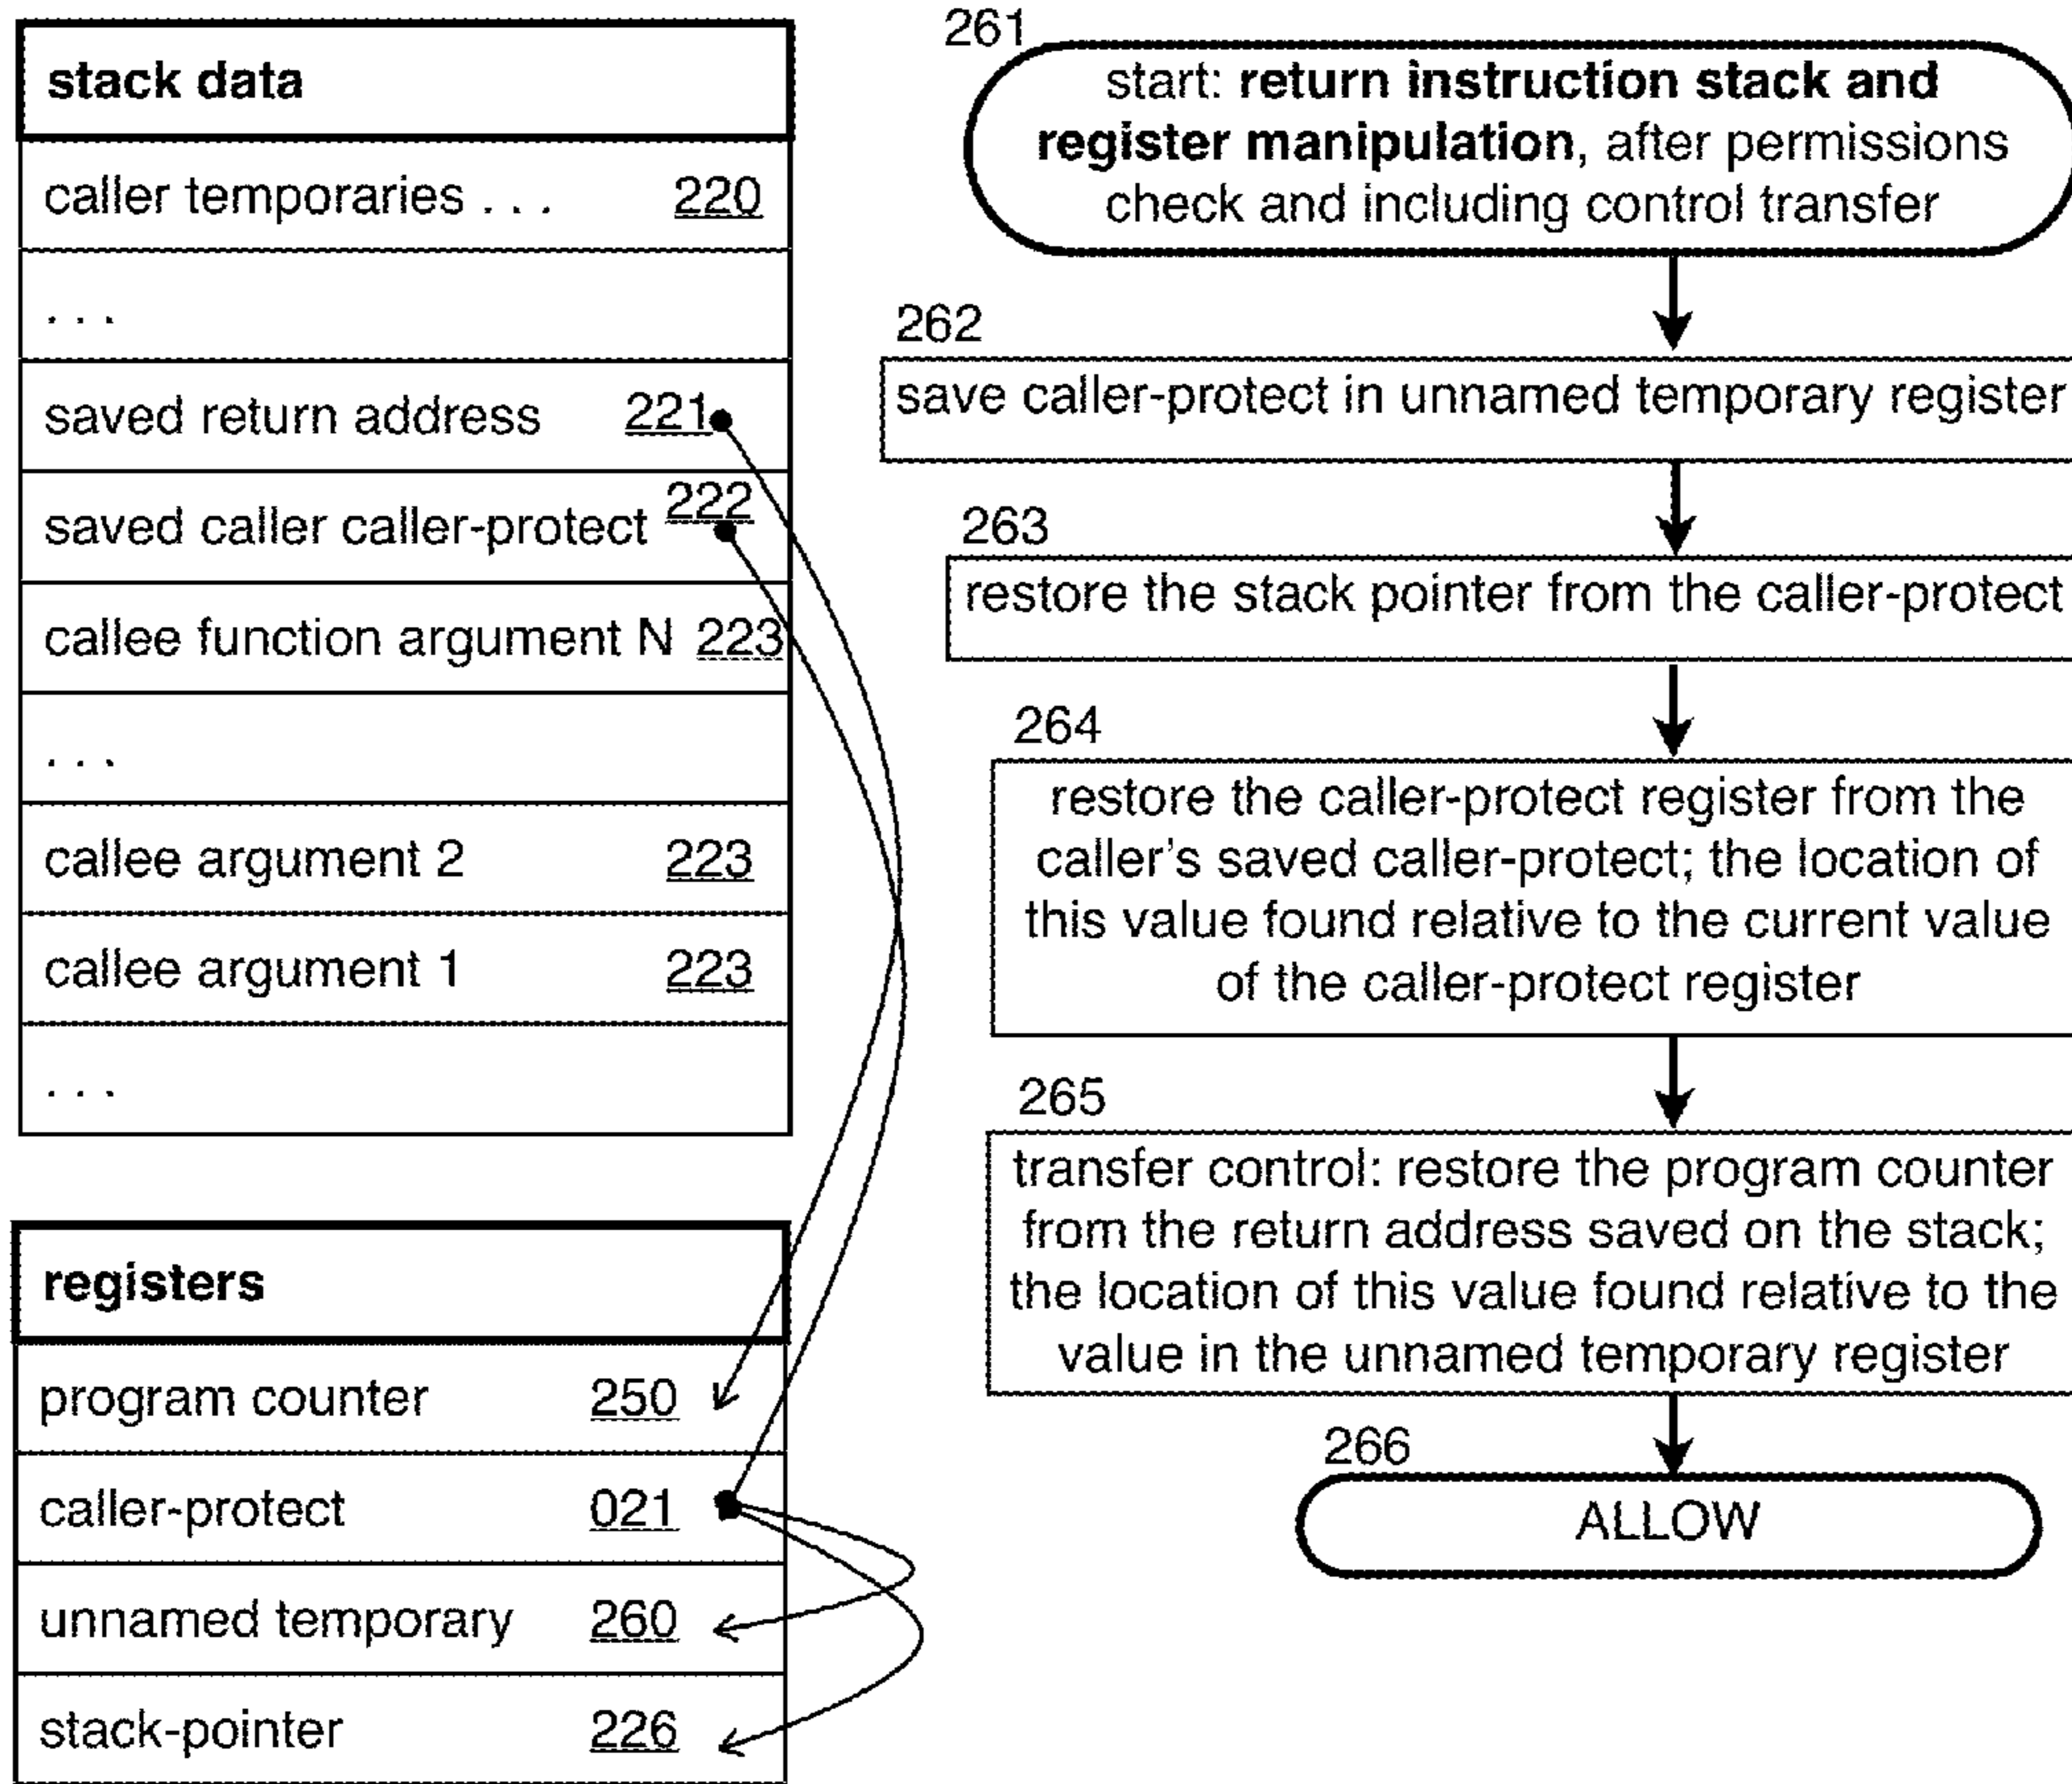 stack data
caller temporaries . . . 220
. . .
saved return address 221
saved caller caller-protect 222
callee function argument N 223
. . .
callee argument 2 223
callee argument 1 223
. . .
registers
program counter 250
caller-protect 021
unnamed temporary 260
stack-pointer 226
261
start: return instruction stack and
register manipulation, after permissions
check and including control transfer
262
save caller-protect in unnamed temporary register
263
restore the stack pointer from the caller-protect
264
restore the caller-protect register from the
caller's saved caller-protect; the location of
this value found relative to the current value
of the caller-protect register
265
transfer control: restore the program counter
from the return address saved on the stack;
the location of this value found relative to the
value in the unnamed temporary register
266
ALLOW